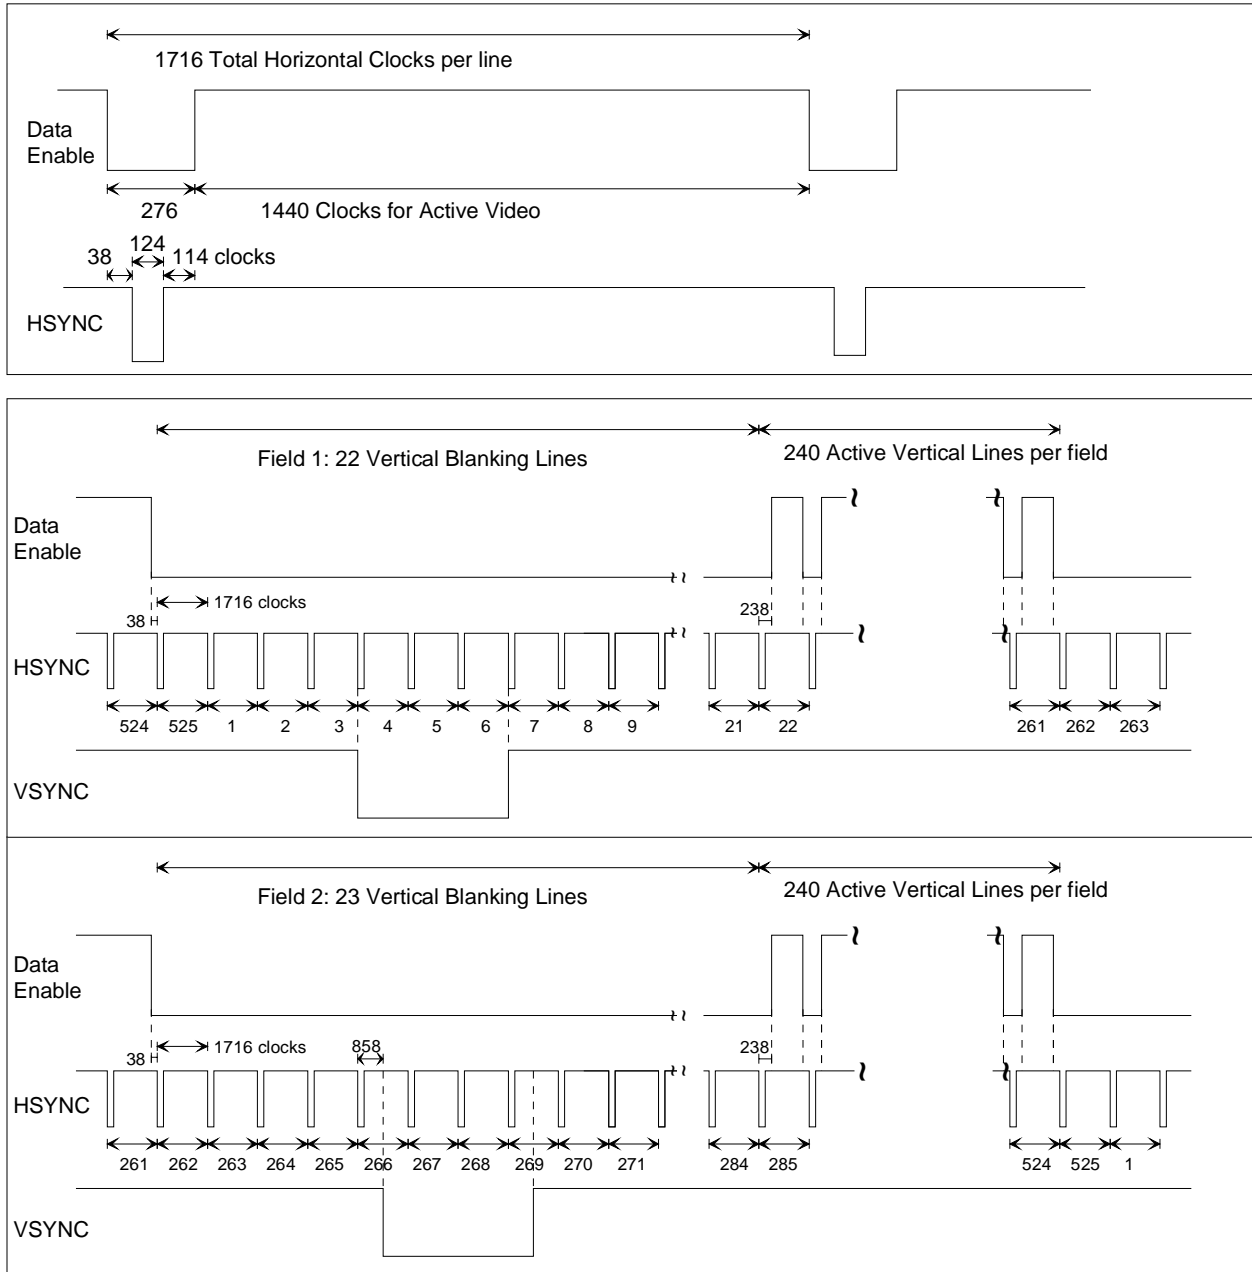 1716 Total Horizontal Clocks per line
Data
Enable
276
1440 Clocks for Active Video
124
38
114 clocks
HSYNC
Field 1: 22 Vertical Blanking Lines
240 Active Vertical Lines per field
Data
Enable
1716 clocks
38
238
HSYNC
524 525 1 2 3 4 5 6 7 8 9 21 22 261 262 263
VSYNC
Field 2: 23 Vertical Blanking Lines
240 Active Vertical Lines per field
Data
Enable
38
1716 clocks
858
238
HSYNC
261 262 263 264 265 266 267 268 269 270 271 284 285 524 525 1
VSYNC